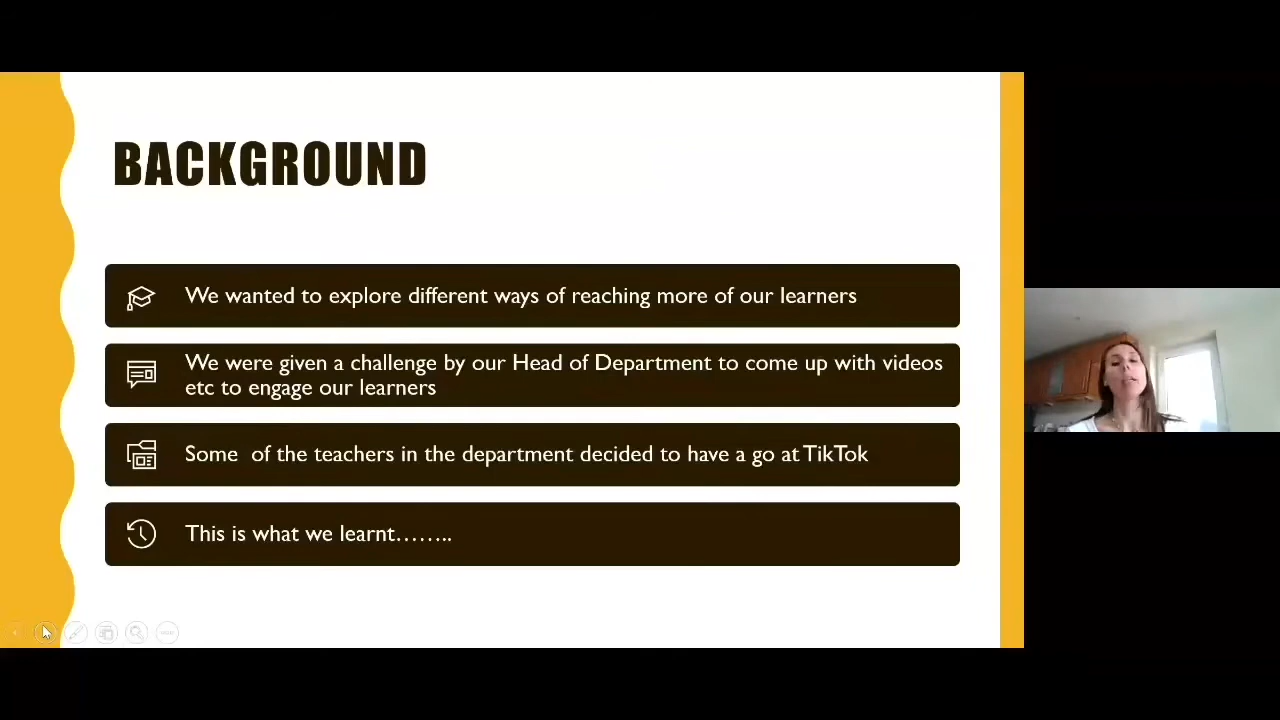 BACKGROUND
We wanted to explore different ways of reaching more of our learners
We were given a challenge by our Head of Department to come up with videos
etc to engage our learners
Some  of the teachers in the department decided to have a go at TikTok
This is what we learnt……..